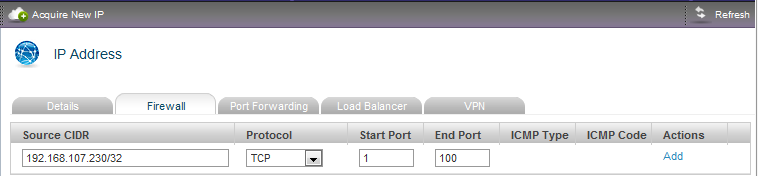 Acquire New IP Refresh
IP Address
Details Firewall Port Forwarding Load Balancer VPN
Source CIDR Protocol Start Port End Port ICMP Type ICMP Code Actions
192.168.107.230/32 TCP 1 100 Add